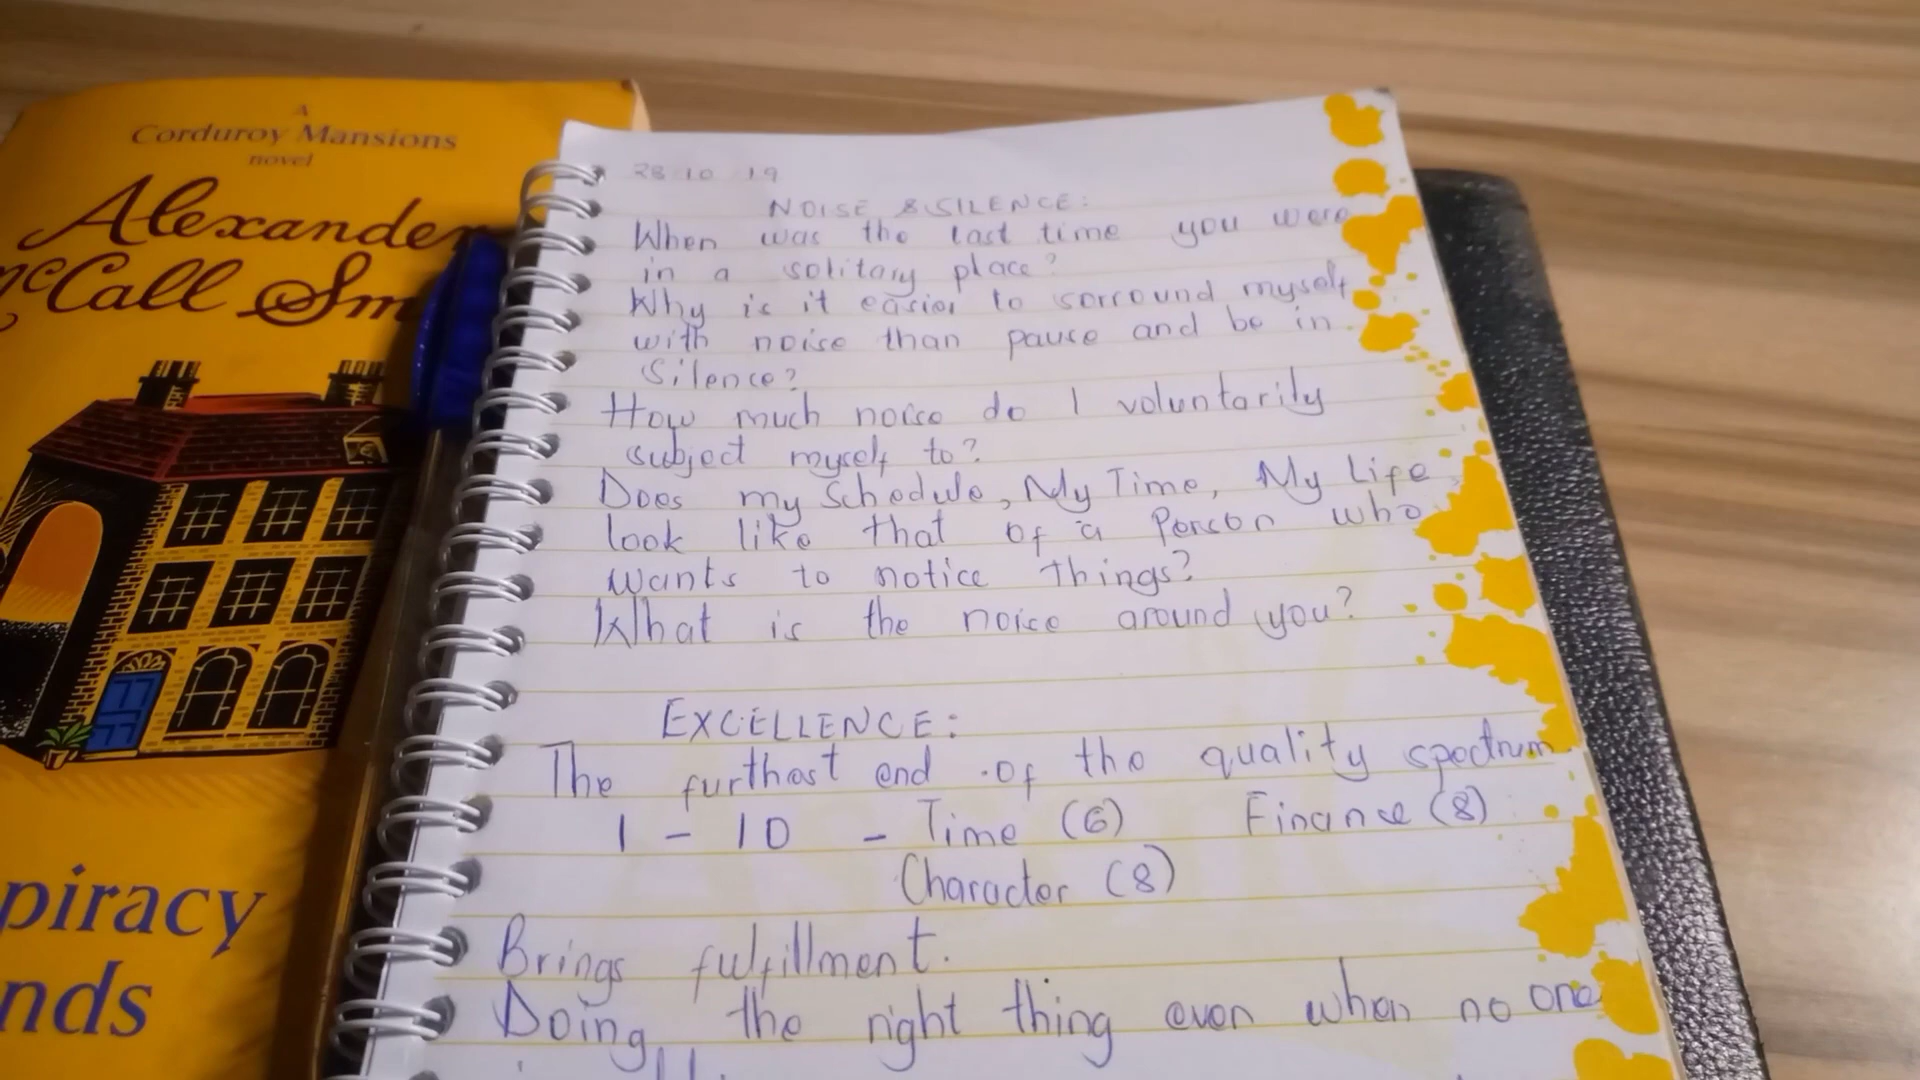 A
Corduroy Mansions
novel
Alexander
McCall Sm
piracy
nds
28 10 19
NOISE & SILENCE:
When was the last time you were
in a solitary place?
Why is it easier to sorround myself
with noise than pause and be in
Silence?
How much noise do I voluntarily
subject myself to?
Does my Schedule, My Time, My Life
look like that of a Person who
wants to notice things?
What is the noise around you?
EXCELLENCE:
The furthest end of the quality spectrum
1 - 10 - Time (6) Finance (8)
Character (8)
Brings fulfillment.
Doing the right thing even when no one